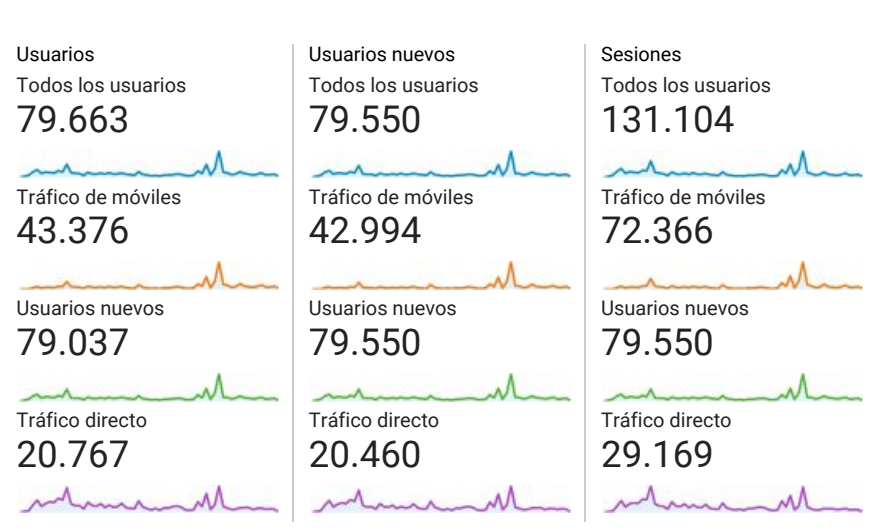 Usuarios
Todos los usuarios
79.663
Tráfico de móviles
43.376
Usuarios nuevos
79.037
Tráfico directo
20.767
Usuarios nuevos
Todos los usuarios
79.550
Tráfico de móviles
42.994
Usuarios nuevos
79.550
Tráfico directo
20.460
Sesiones
Todos los usuarios
131.104
Tráfico de móviles
72.366
Usuarios nuevos
79.550
Tráfico directo
29.169